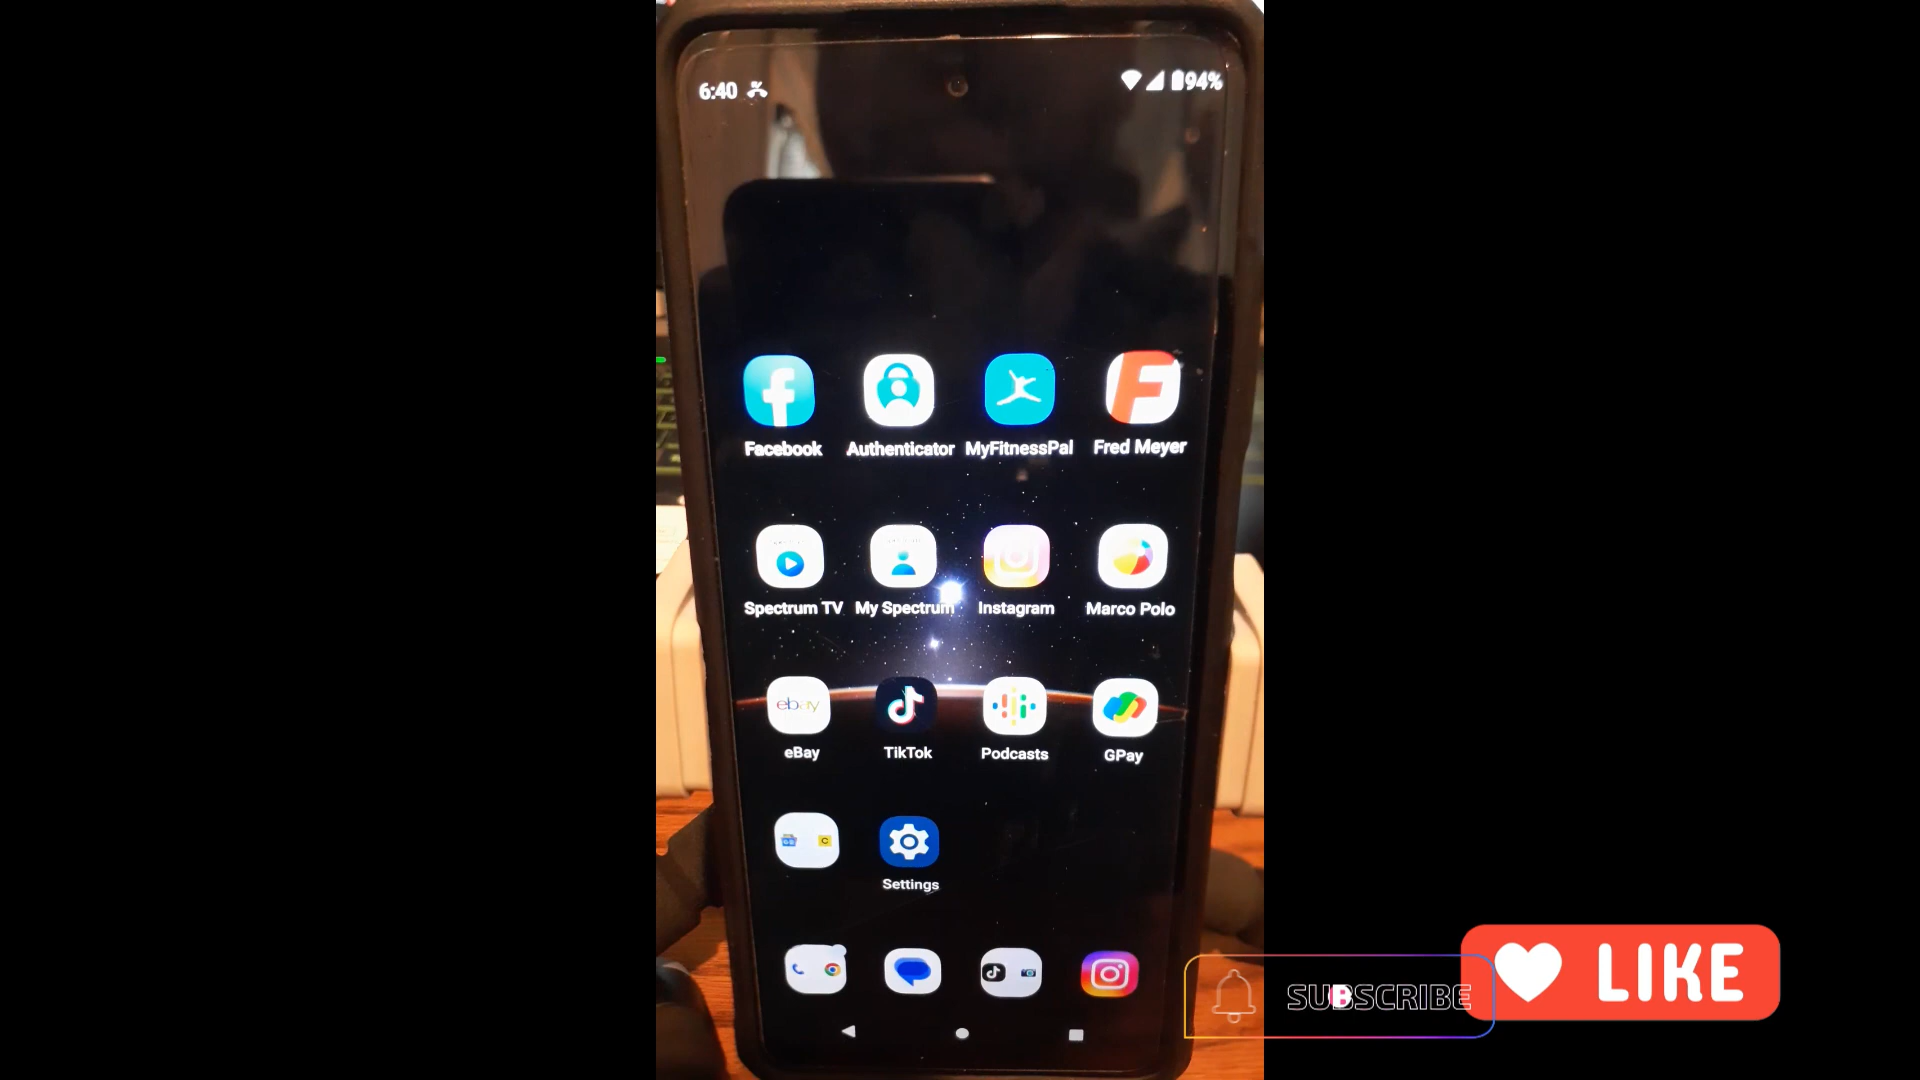 6:40 94%
Facebook Authenticator MyFitnessPal Fred Meyer
Spectrum TV My Spectrum Instagram Marco Polo
ebay
eBay TikTok Podcasts GPay
Settings
LIKE
SUBSCRIBE